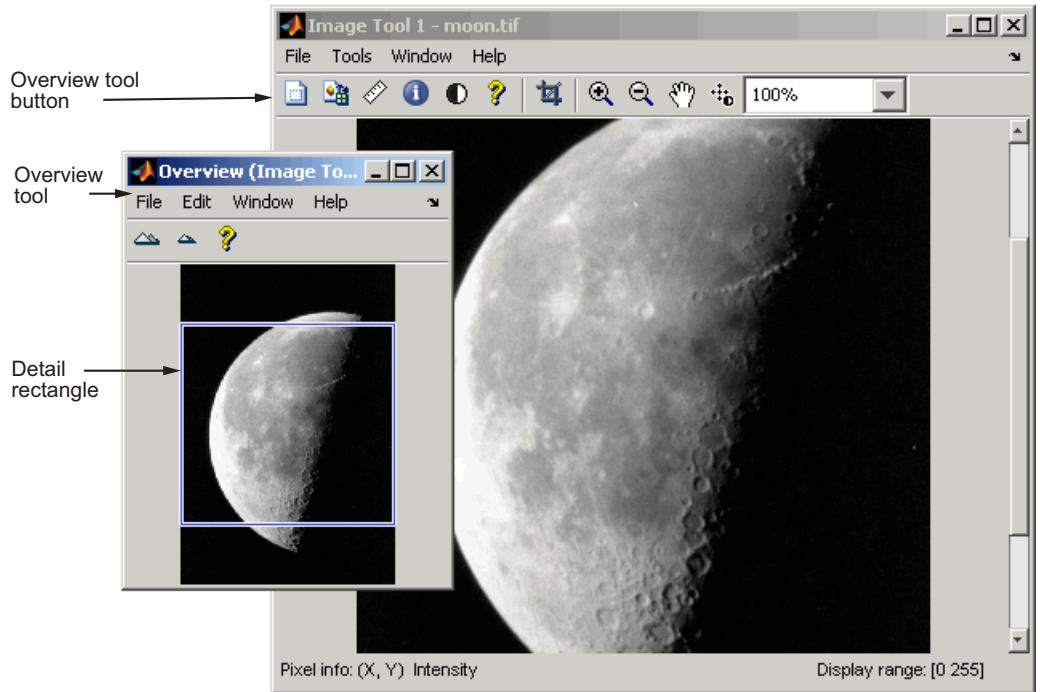 Image Tool 1 - moon.tif
File Tools Window Help
Overview tool
button
100%
Overview
tool
Overview (Image To...
File Edit Window Help
Detail
rectangle
Pixel info: (X, Y) Intensity
Display range: [0 255]